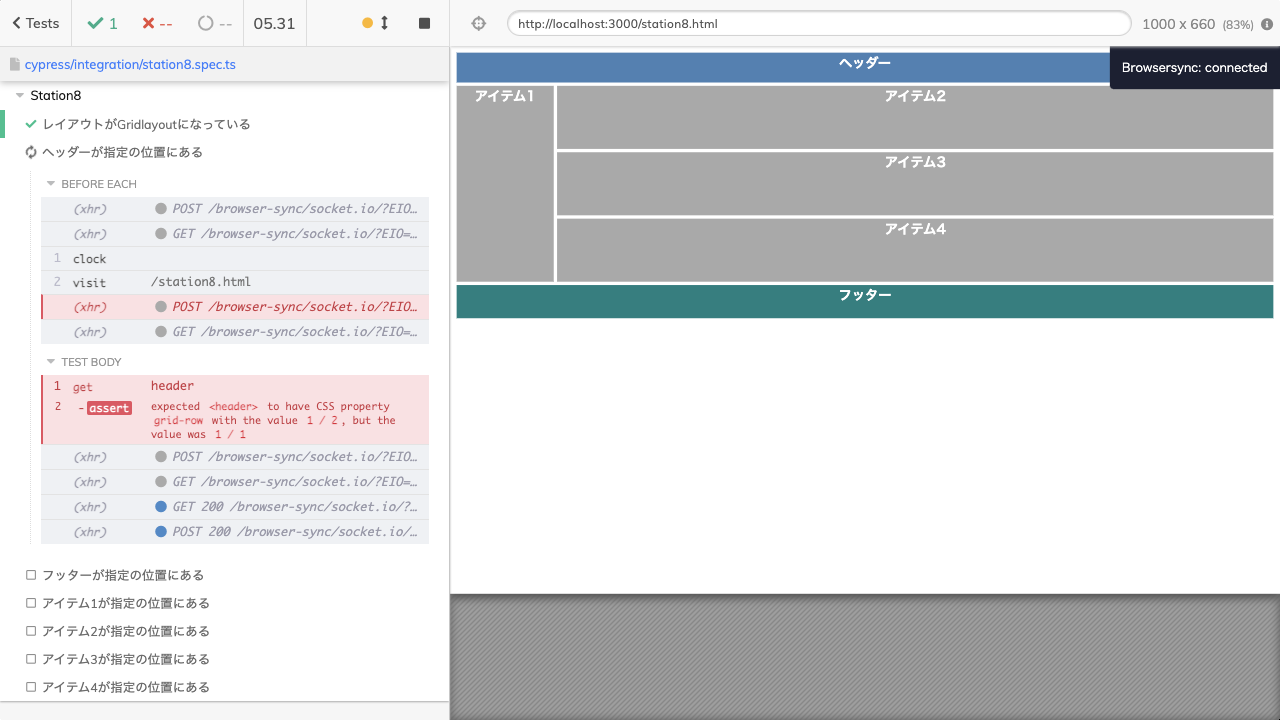 Tests
1
--
--
05.31
http://localhost:3000/station8.html
1000 x 660 (83%)
cypress/integration/station8.spec.ts
Station8
レイアウトがGridlayoutになっている
ヘッダーが指定の位置にある
BEFORE EACH
(xhr) POST /browser-sync/socket.io/?EIO…
(xhr) GET /browser-sync/socket.io/?EIO=…
1 clock
2 visit /station8.html
(xhr) POST /browser-sync/socket.io/?EIO…
(xhr) GET /browser-sync/socket.io/?EIO=…
TEST BODY
1 get header
2 -assert expected <header> to have CSS property
grid-row with the value 1 / 2, but the
value was 1 / 1
(xhr) POST /browser-sync/socket.io/?EIO…
(xhr) GET /browser-sync/socket.io/?EIO=…
(xhr) GET 200 /browser-sync/socket.io/?…
(xhr) POST 200 /browser-sync/socket.io/…
フッターが指定の位置にある
アイテム1が指定の位置にある
アイテム2が指定の位置にある
アイテム3が指定の位置にある
アイテム4が指定の位置にある
ヘッダー
Browsersync: connected
アイテム1
アイテム2
アイテム3
アイテム4
フッター